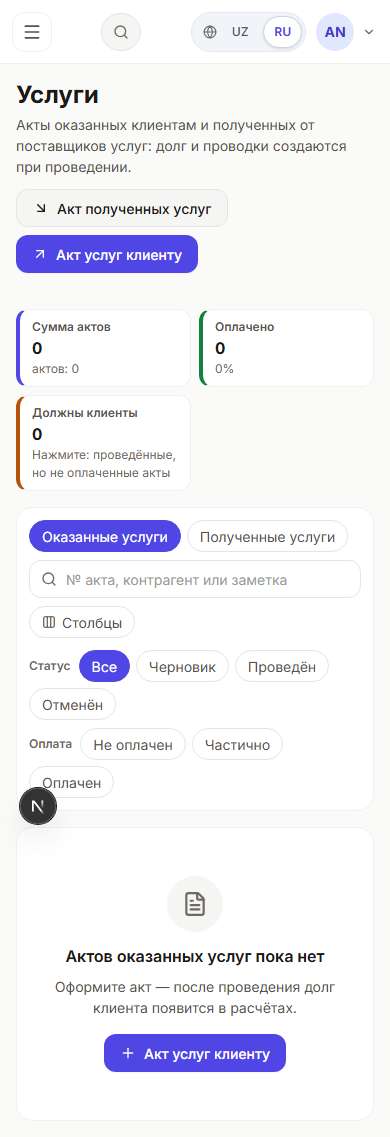 UZ RU AN
Услуги
Акты оказанных клиентам и полученных от
поставщиков услуг: долг и проводки создаются
при проведении.
Акт полученных услуг
Акт услуг клиенту
Сумма актов
0
актов: 0
Оплачено
0
0%
Должны клиенты
0
Нажмите: проведённые,
но не оплаченные акты
Оказанные услуги Полученные услуги
№ акта, контрагент или заметка
Столбцы
Статус Все Черновик Проведён
Отменён
Оплата Не оплачен Частично
Оплачен
N
Актов оказанных услуг пока нет
Оформите акт — после проведения долг
клиента появится в расчётах.
+ Акт услуг клиенту